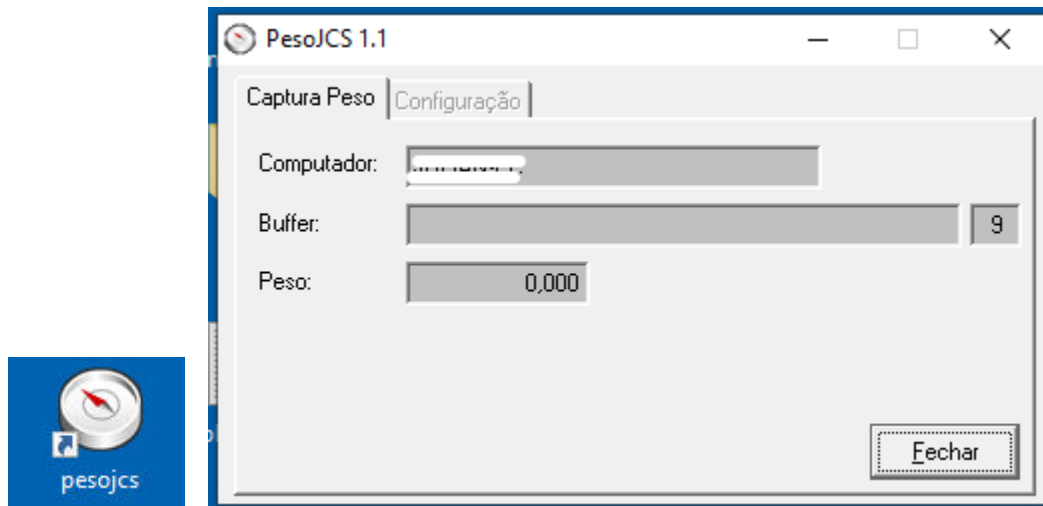 PesoJCS 1.1
Captura Peso Configuração
Computador:
Buffer: 9
Peso: 0,000
Fechar
pesojcs